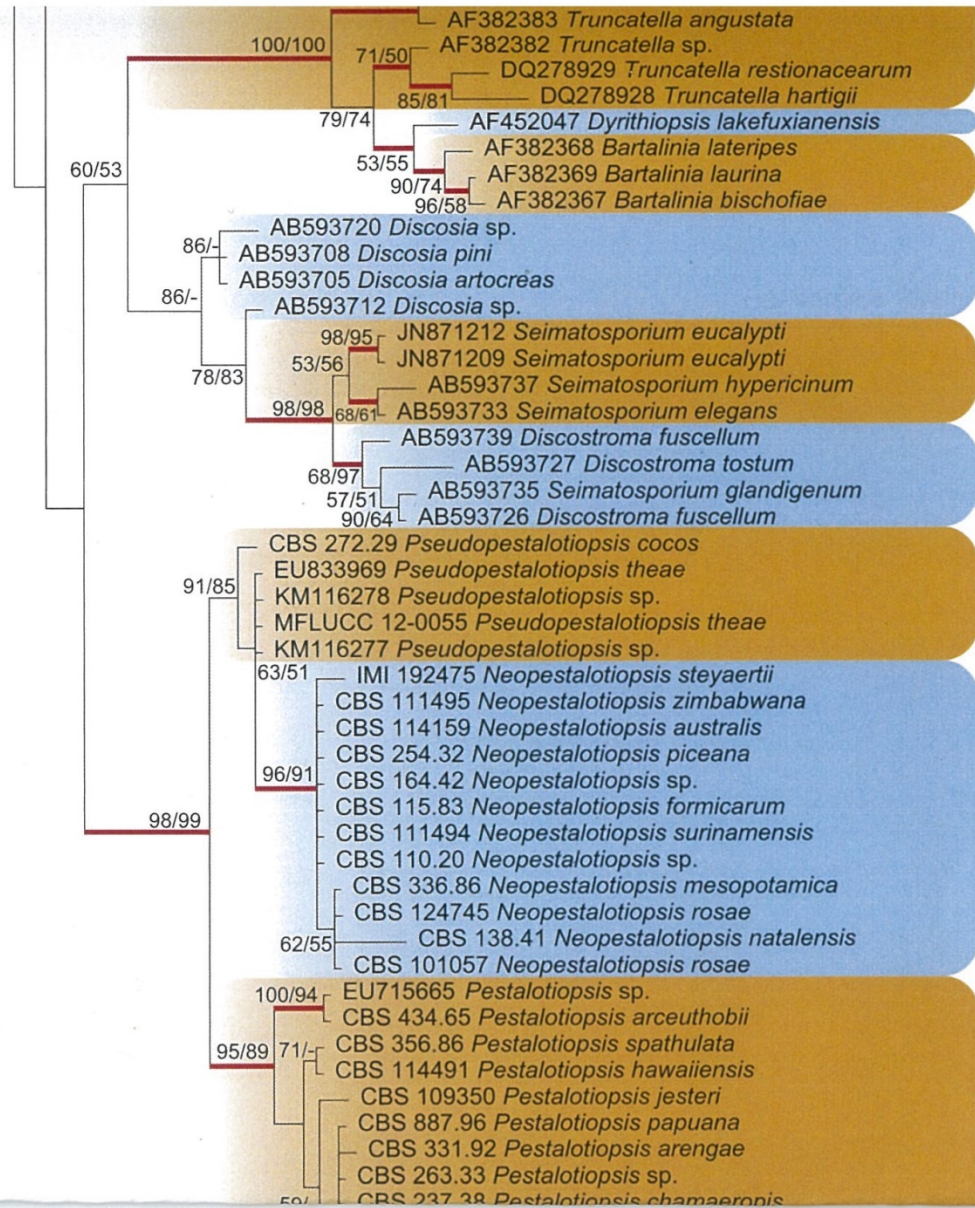 AF382383 Truncatella angustata
100/100
71/50
AF382382 Truncatella sp.
DQ278929 Truncatella restionacearum
85/81
DQ278928 Truncatella hartigii
79/74
AF452047 Dyrithiopsis lakefuxianensis
60/53
53/55
AF382368 Bartalinia lateripes
90/74
AF382369 Bartalinia laurina
96/58
AF382367 Bartalinia bischofiae
AB593720 Discosia sp.
86/-
AB593708 Discosia pini
AB593705 Discosia artocreas
86/-
AB593712 Discosia sp.
98/95
JN871212 Seimatosporium eucalypti
53/56
JN871209 Seimatosporium eucalypti
78/83
AB593737 Seimatosporium hypericinum
98/98
68/61
AB593733 Seimatosporium elegans
AB593739 Discostroma fuscellum
68/97
AB593727 Discostroma tostum
57/51
AB593735 Seimatosporium glandigenum
90/64
AB593726 Discostroma fuscellum
CBS 272.29 Pseudopestalotiopsis cocos
91/85
EU833969 Pseudopestalotiopsis theae
KM116278 Pseudopestalotiopsis sp.
MFLUCC 12-0055 Pseudopestalotiopsis theae
KM116277 Pseudopestalotiopsis sp.
63/51
IMI 192475 Neopestalotiopsis steyaertii
CBS 111495 Neopestalotiopsis zimbabwana
CBS 114159 Neopestalotiopsis australis
CBS 254.32 Neopestalotiopsis piceana
96/91
CBS 164.42 Neopestalotiopsis sp.
CBS 115.83 Neopestalotiopsis formicarum
98/99
CBS 111494 Neopestalotiopsis surinamensis
CBS 110.20 Neopestalotiopsis sp.
CBS 336.86 Neopestalotiopsis mesopotamica
CBS 124745 Neopestalotiopsis rosae
62/55
CBS 138.41 Neopestalotiopsis natalensis
CBS 101057 Neopestalotiopsis rosae
100/94
EU715665 Pestalotiopsis sp.
CBS 434.65 Pestalotiopsis arceuthobii
95/89
71/-
CBS 356.86 Pestalotiopsis spathulata
CBS 114491 Pestalotiopsis hawaiiensis
CBS 109350 Pestalotiopsis jesteri
CBS 887.96 Pestalotiopsis papuana
CBS 331.92 Pestalotiopsis arengae
CBS 263.33 Pestalotiopsis sp.
CBS 237.38 Pestalotiopsis chamaeropis